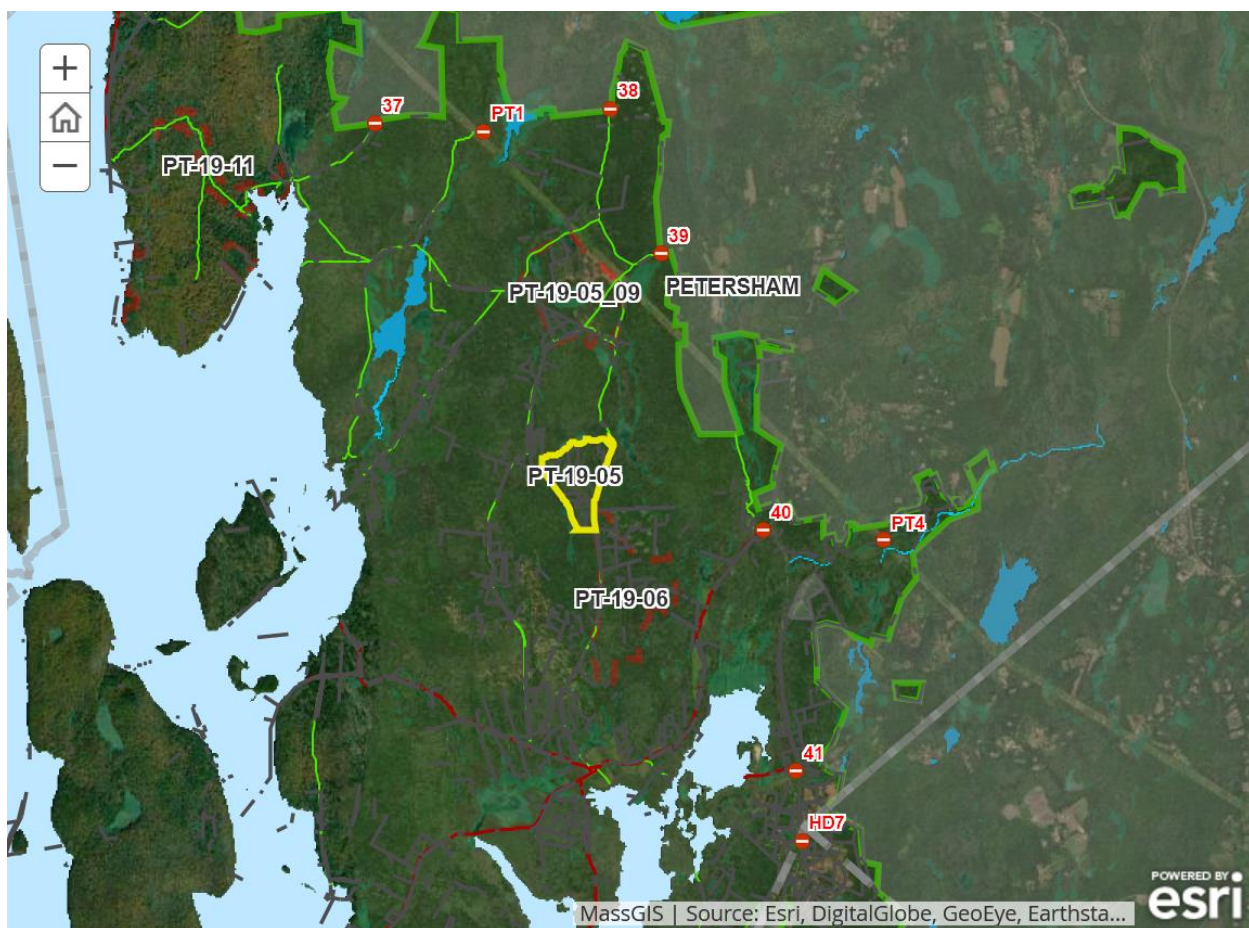 +
−
37
PT1
38
PT-19-11
39
PT-19-05_09
PETERSHAM
PT-19-05
40
PT4
PT-19-06
41
HD7
MassGIS | Source: Esri, DigitalGlobe, GeoEye, Earthsta...
POWERED BY
esri